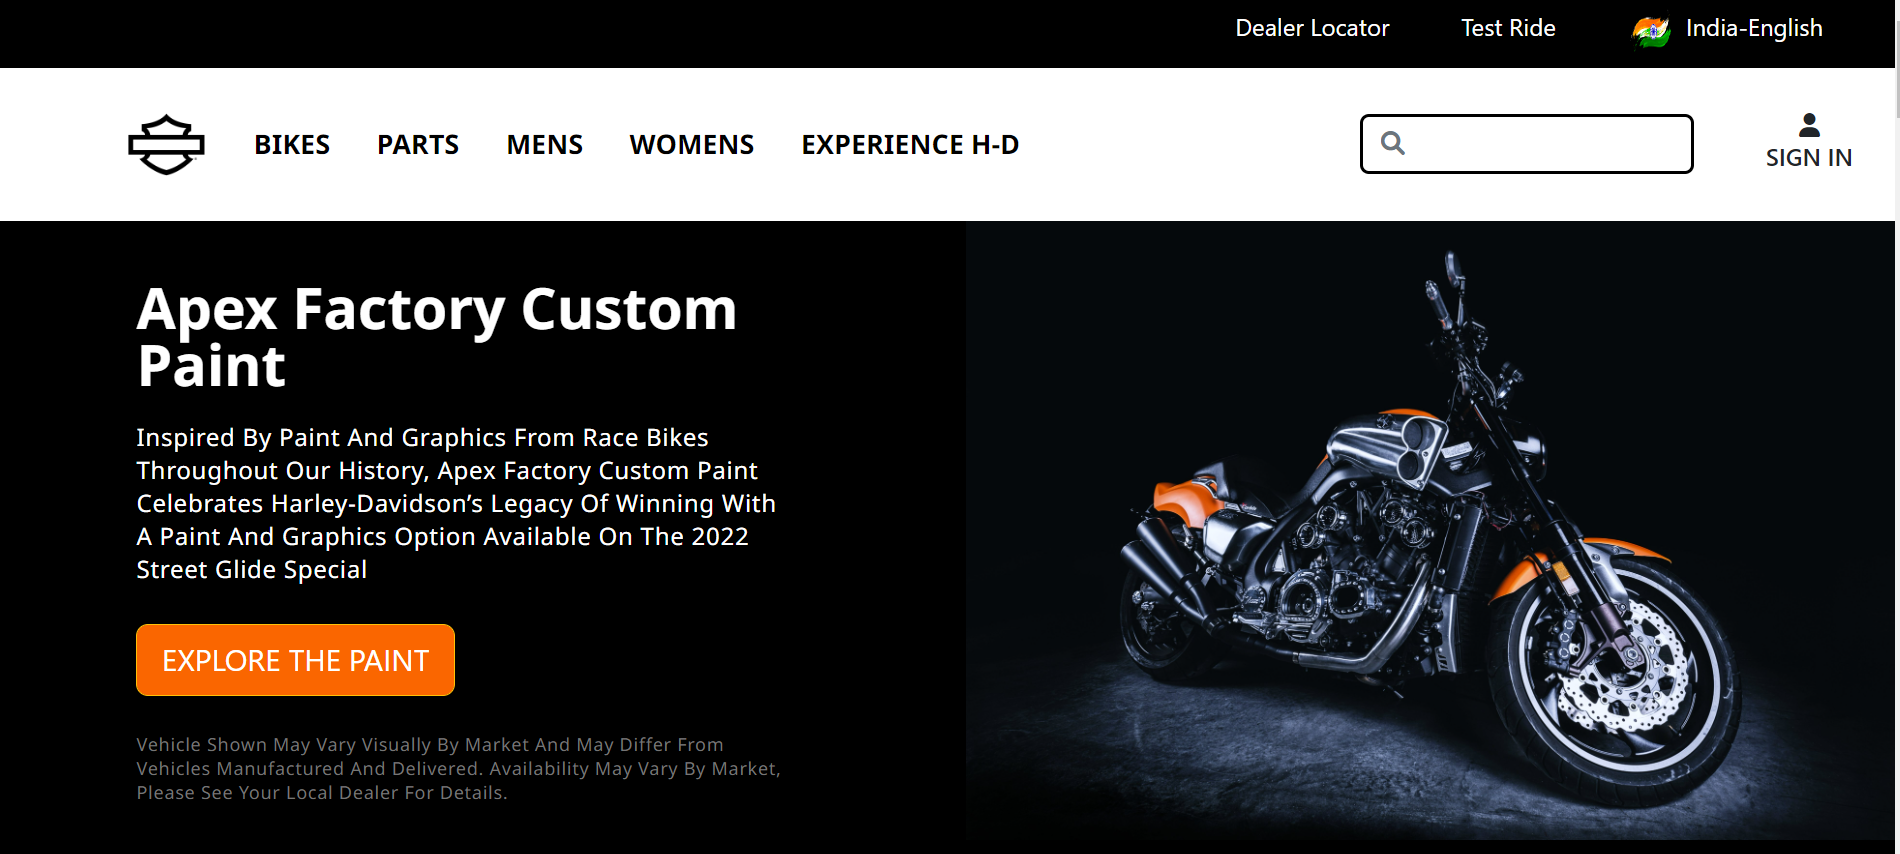 Dealer Locator Test Ride India-English
BIKES PARTS MENS WOMENS EXPERIENCE H-D
SIGN IN
Apex Factory Custom
Paint
Inspired By Paint And Graphics From Race Bikes
Throughout Our History, Apex Factory Custom Paint
Celebrates Harley-Davidson’s Legacy Of Winning With
A Paint And Graphics Option Available On The 2022
Street Glide Special
EXPLORE THE PAINT
Vehicle Shown May Vary Visually By Market And May Differ From
Vehicles Manufactured And Delivered. Availability May Vary By Market,
Please See Your Local Dealer For Details.